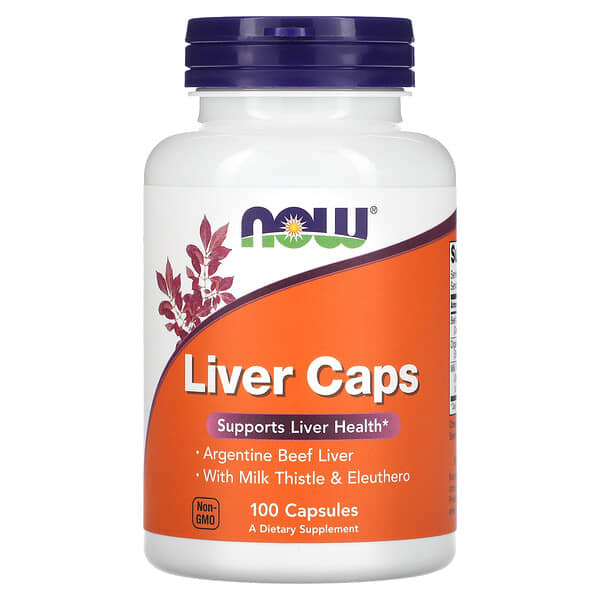 NOW®
Liver Caps
Supports Liver Health*
• Argentine Beef Liver
• With Milk Thistle & Eleuthero
Non-
GMO
100 Capsules
A Dietary Supplement